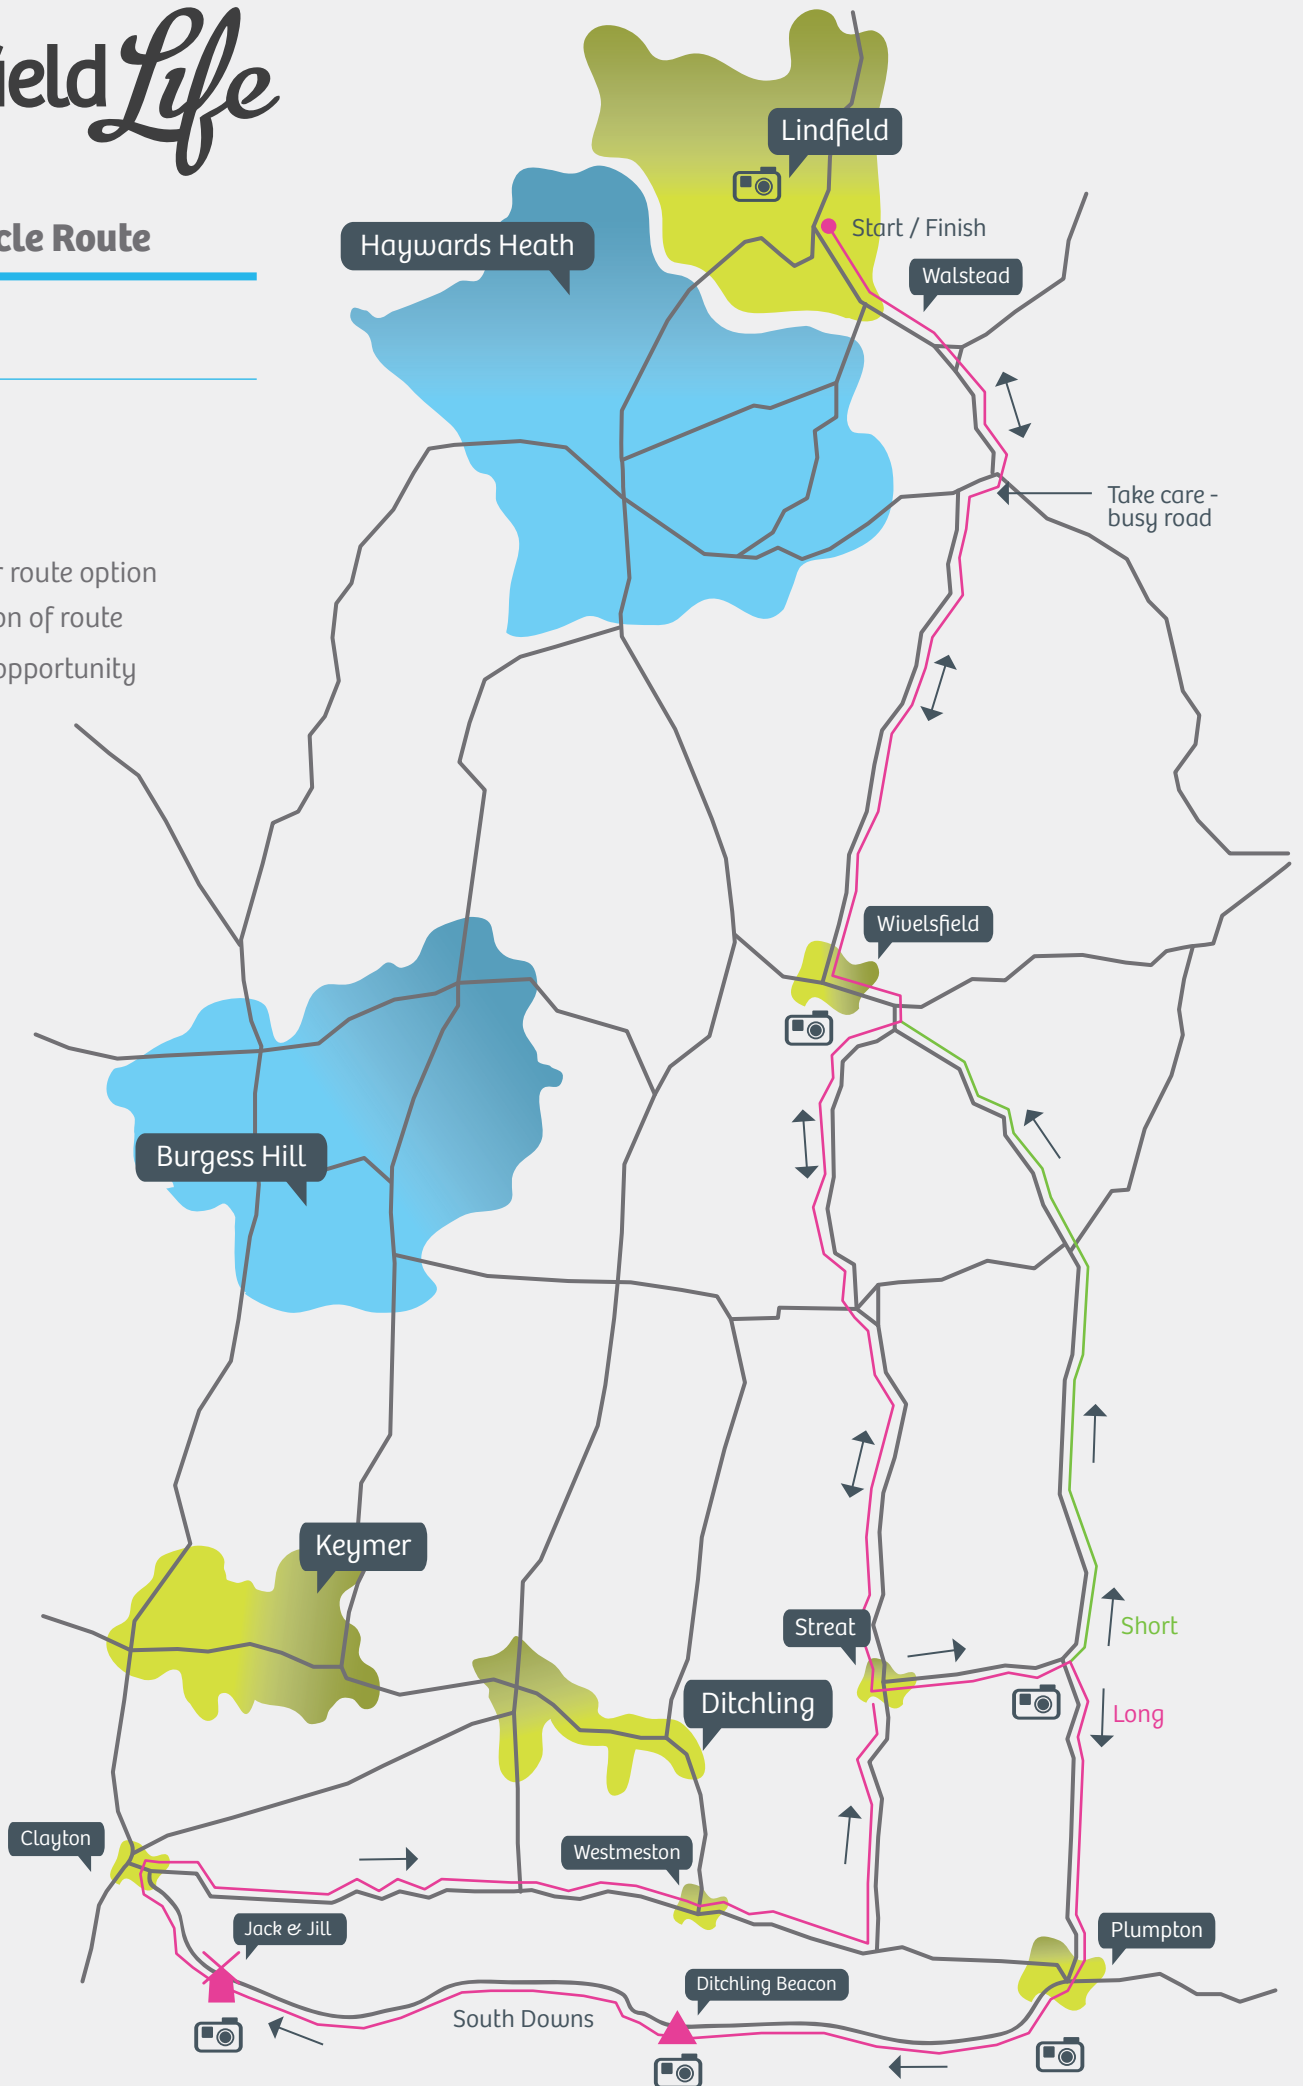 ield Life
cle Route
route option
on of route
opportunity
Lindfield
Haywards Heath
Start / Finish
Walstead
Take care -
busy road
Wivelsfield
Burgess Hill
Keymer
Streat
Short
Ditchling
Long
Clayton
Westmeston
Jack & Jill
Plumpton
Ditchling Beacon
South Downs